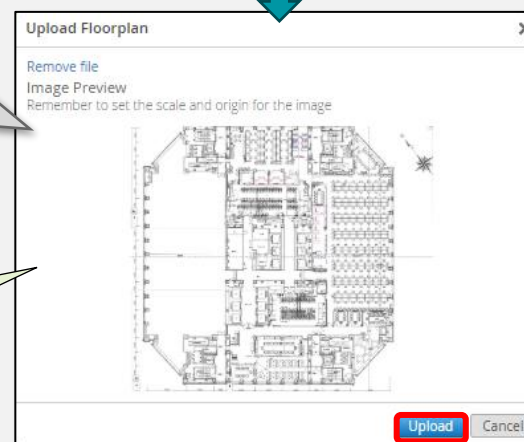 Upload Floorplan
Remove file
Image Preview
Remember to set the scale and origin for the image
Upload
Cancel